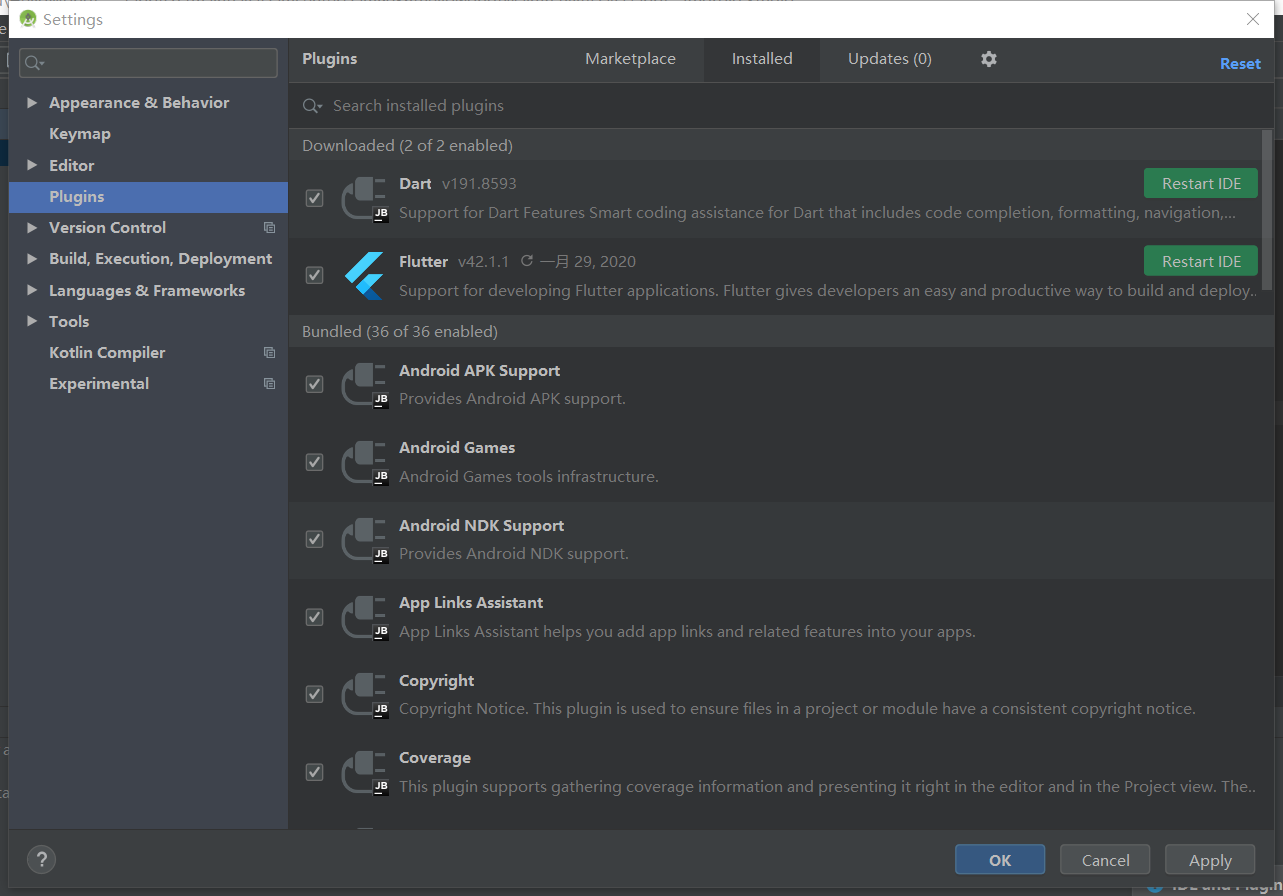 Settings
Plugins
Marketplace
Installed
Updates (0)
Reset
Search installed plugins
Appearance & Behavior
Keymap
Editor
Plugins
Version Control
Build, Execution, Deployment
Languages & Frameworks
Tools
Kotlin Compiler
Experimental
Downloaded (2 of 2 enabled)
Dart v191.8593
Restart IDE
JB
Support for Dart Features Smart coding assistance for Dart that includes code completion, formatting, navigation,...
Flutter v42.1.1 一月 29, 2020
Restart IDE
Support for developing Flutter applications. Flutter gives developers an easy and productive way to build and deploy..
Bundled (36 of 36 enabled)
Android APK Support
JB
Provides Android APK support.
Android Games
JB
Android Games tools infrastructure.
Android NDK Support
JB
Provides Android NDK support.
App Links Assistant
JB
App Links Assistant helps you add app links and related features into your apps.
Copyright
JB
Copyright Notice. This plugin is used to ensure files in a project or module have a consistent copyright notice.
Coverage
JB
This plugin supports gathering coverage information and presenting it right in the editor and in the Project view. The..
?
OK
Cancel
Apply